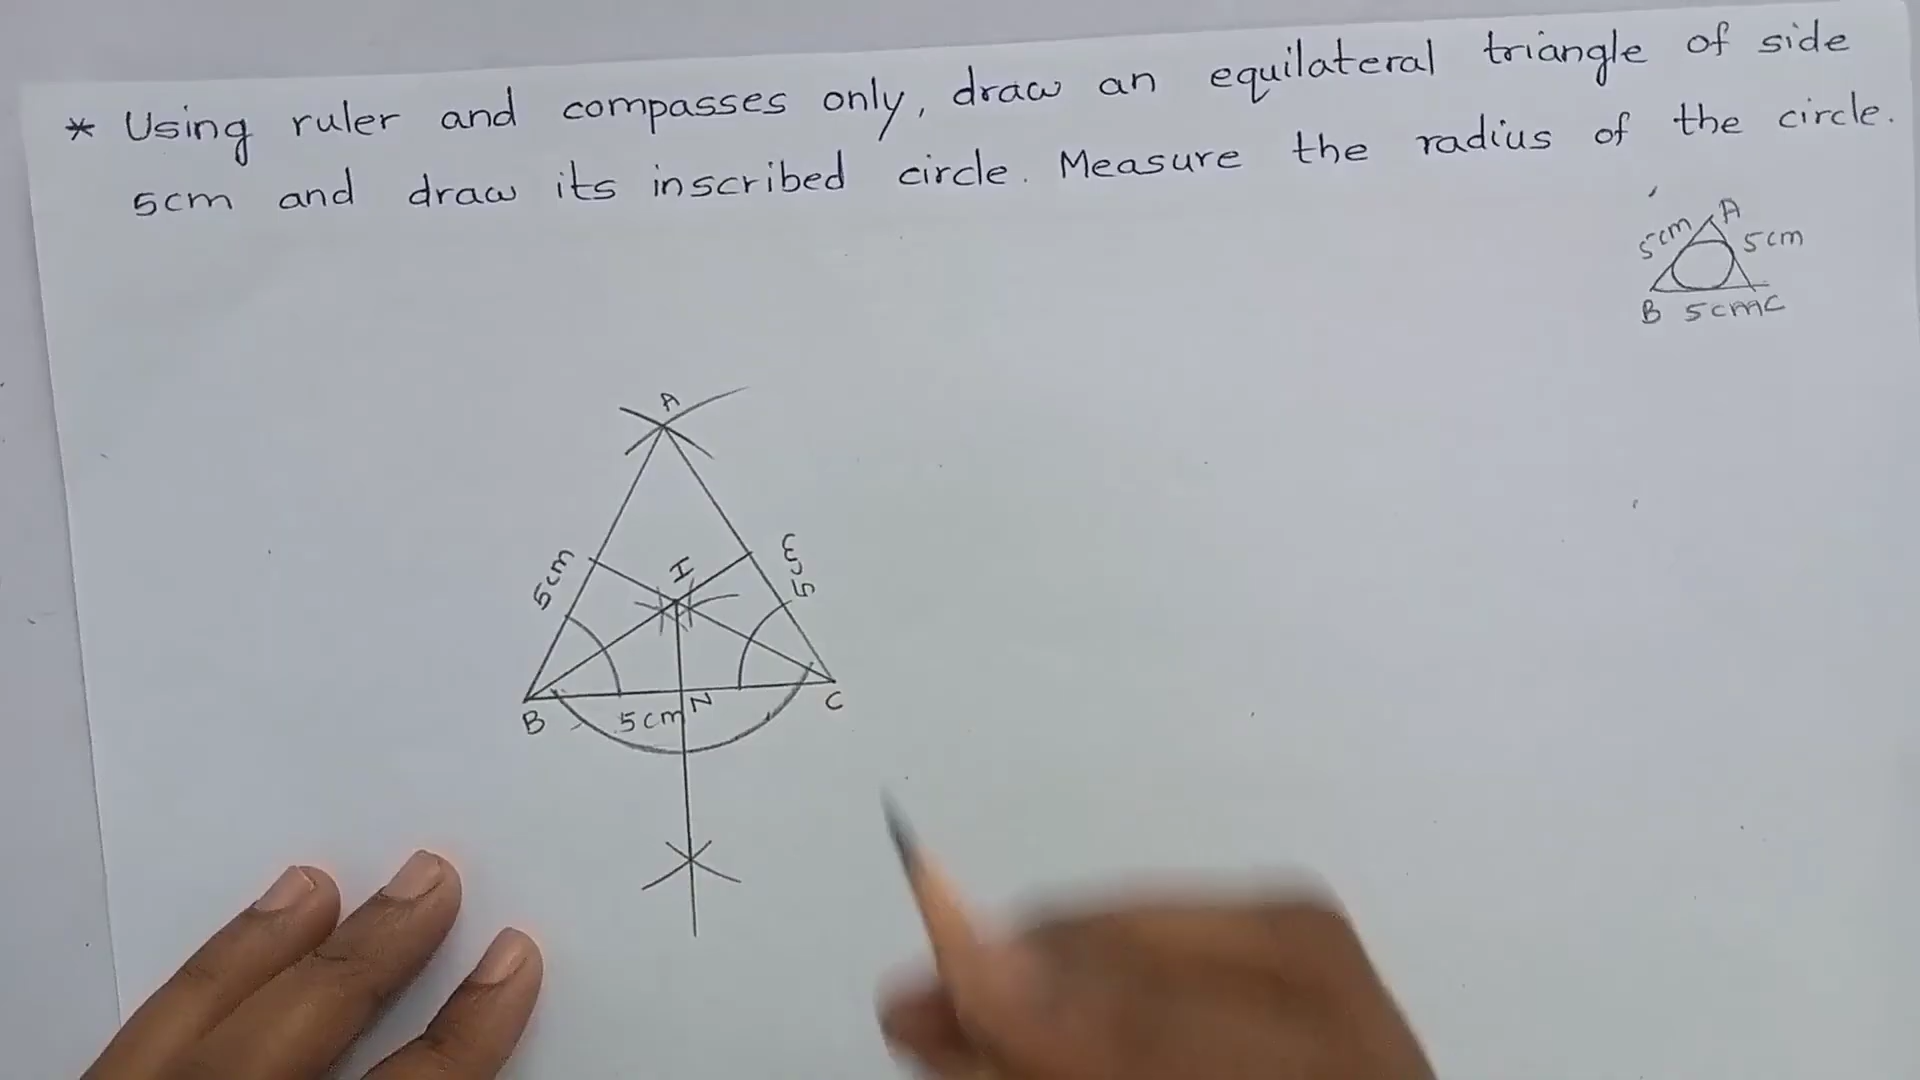 * Using ruler and compasses only, draw an equilateral triangle of side
5cm and draw its inscribed circle. Measure the radius of the circle.
A
5cm 5cm
B 5cm C
A
5cm 5cm
I
B 5cm N C